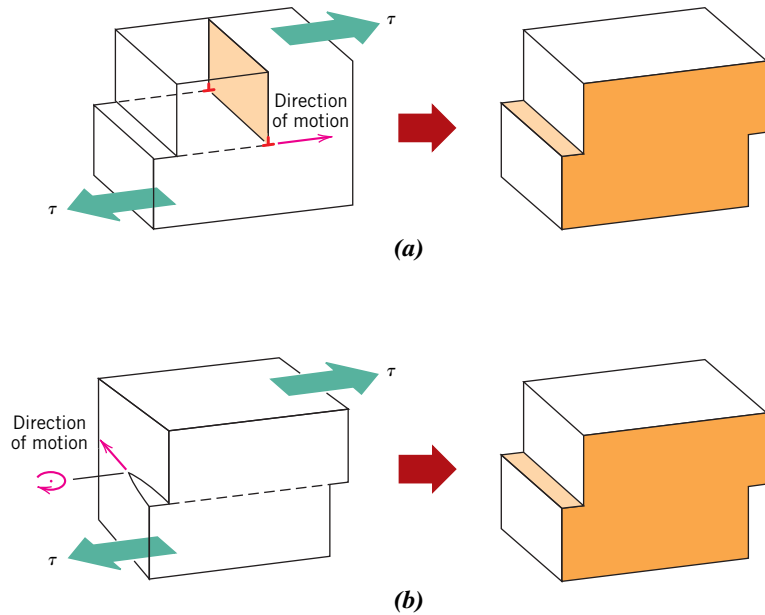 τ
Direction
of motion
τ
(a)
τ
Direction
of motion
τ
(b)